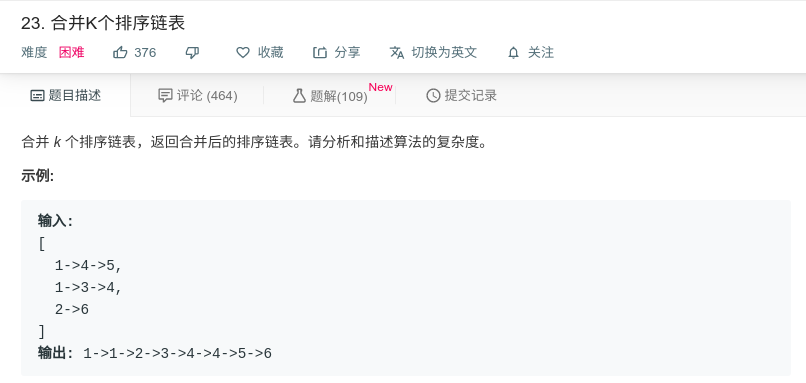 23. 合并K个排序链表
难度 困难 376 收藏 分享 切换为英文 关注
题目描述 评论 (464) 题解(109) New 提交记录
合并 k 个排序链表，返回合并后的排序链表。请分析和描述算法的复杂度。
示例:
输入:
[
  1->4->5,
  1->3->4,
  2->6
]
输出: 1->1->2->3->4->4->5->6